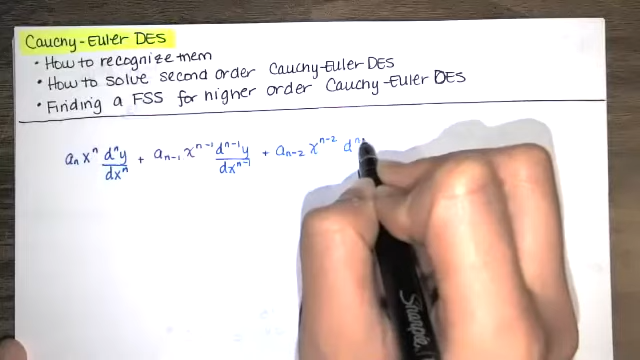 Cauchy-Euler DES
• How to recognize them
• How to solve second order Cauchy-Euler DES
• Finding a FSS for higher order Cauchy-Euler DES
aₙ xⁿ dⁿy/dxⁿ + aₙ₋₁ xⁿ⁻¹ dⁿ⁻¹y/dxⁿ⁻¹ + aₙ₋₂ xⁿ⁻² dⁿ
Sharpie